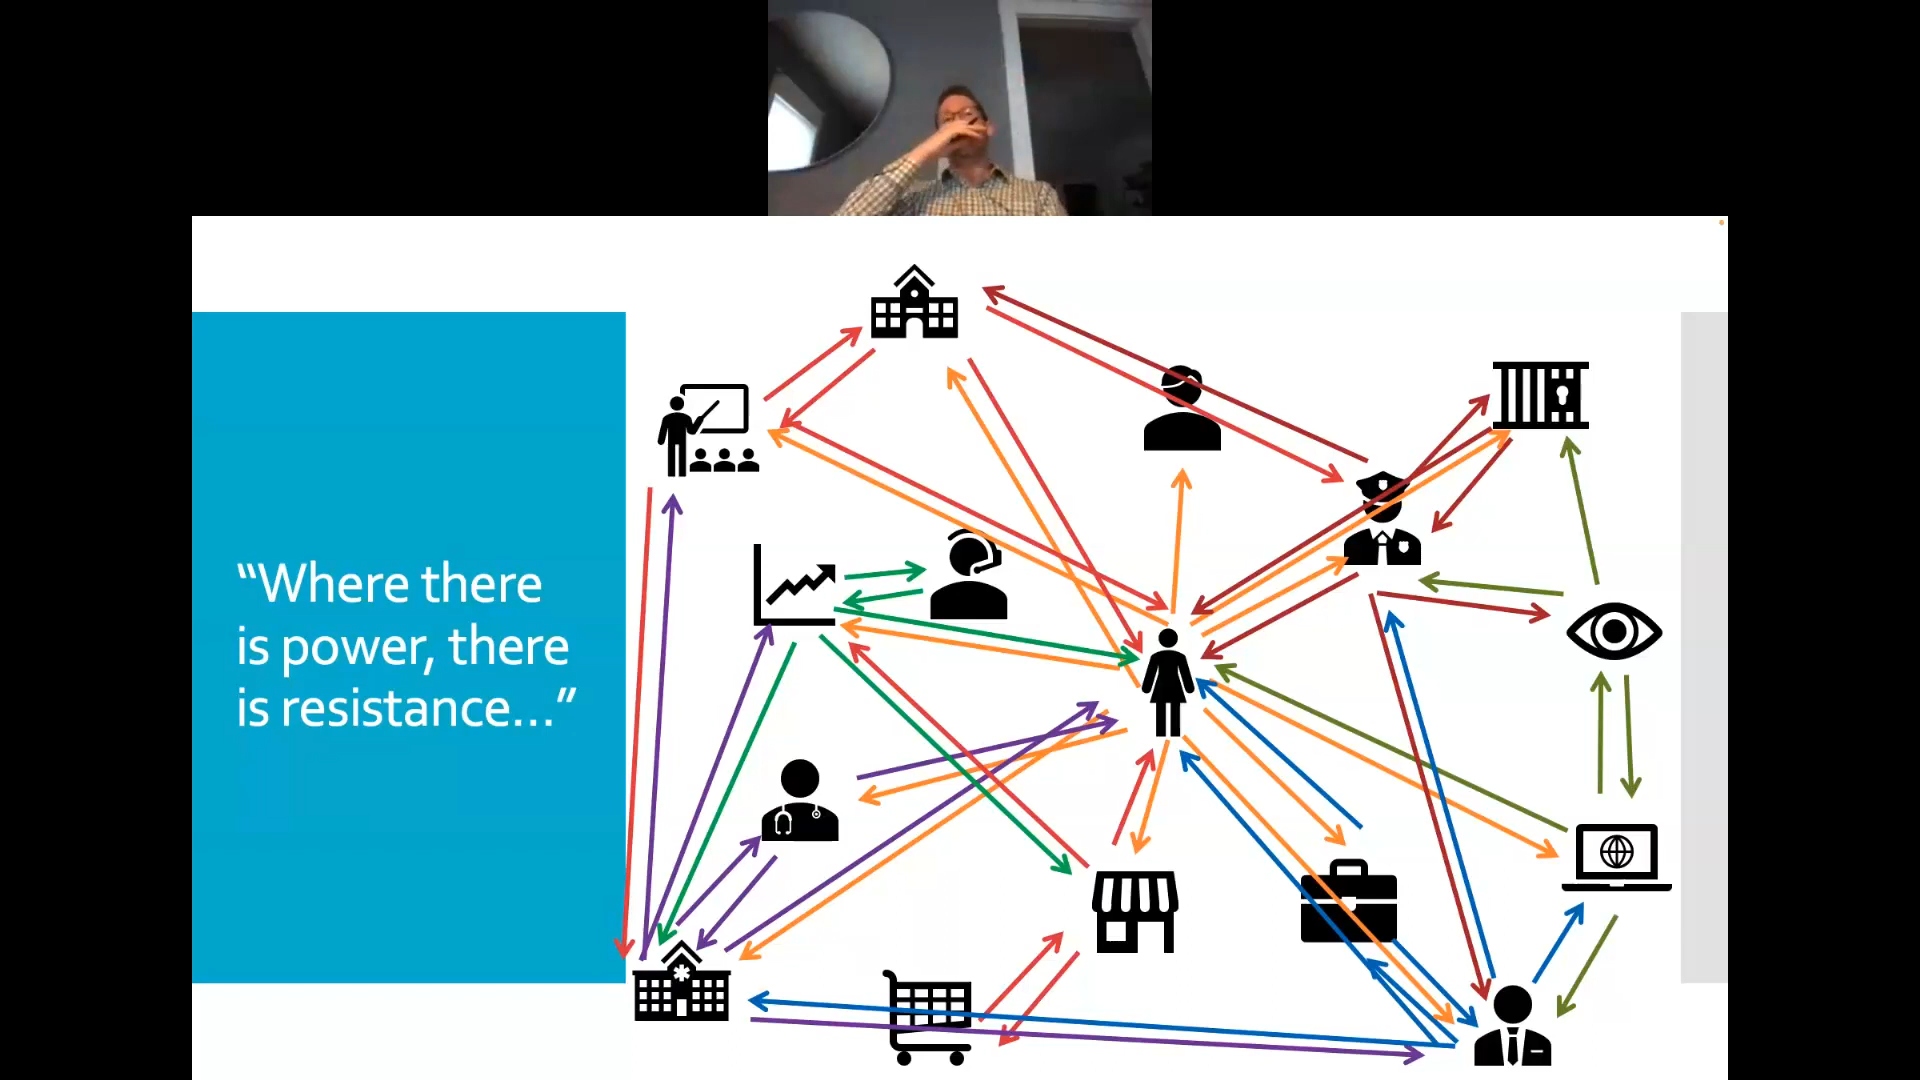 “Where there
is power, there
is resistance...”